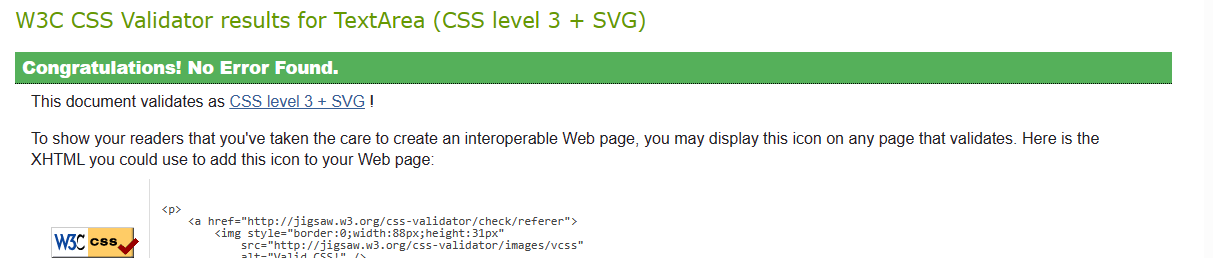 W3C CSS Validator results for TextArea (CSS level 3 + SVG)
Congratulations! No Error Found.
This document validates as CSS level 3 + SVG !
To show your readers that you've taken the care to create an interoperable Web page, you may display this icon on any page that validates. Here is the
XHTML you could use to add this icon to your Web page:
<p>
<a href="http://jigsaw.w3.org/css-validator/check/referer">
<img style="border:0;width:88px;height:31px"
W3C css
src="http://jigsaw.w3.org/css-validator/images/vcss"
alt="Valid CSS!" />